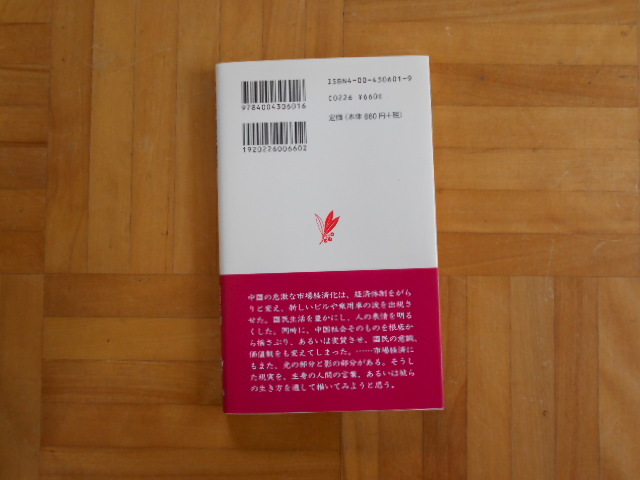 ISBN4-00-430601-9
C0226 ¥660E
定価(本体 660 円+税)
9784004306016
1920226006602
中国の急激な市場経済化は、経済体制をがら
りと変え、新しいビルや乗用車の波を出現さ
せた。国民生活を豊かにし、人の表情を明る
くした。同時に、中国社会そのものを根底か
ら揺さぶり、あるいは変質させ、国民の意識、
価値観をも変えてしまった。……市場経済に
もまた、光の部分と影の部分がある。そうし
た現実を、生身の人間の言葉、あるいは彼ら
の生き方を通して描いてみようと思う。